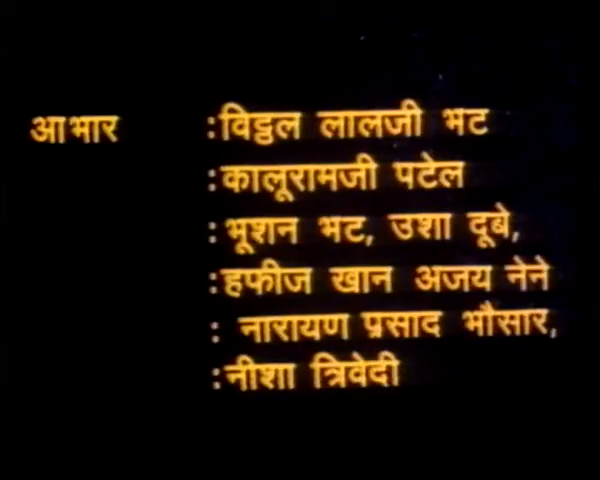 आभार :विट्ठल लालजी भट
:कालूरामजी पटेल
:भूशन भट, उशा दूबे,
:हफीज खान अजय नेने
: नारायण प्रसाद भौसार,
:नीशा त्रिवेदी